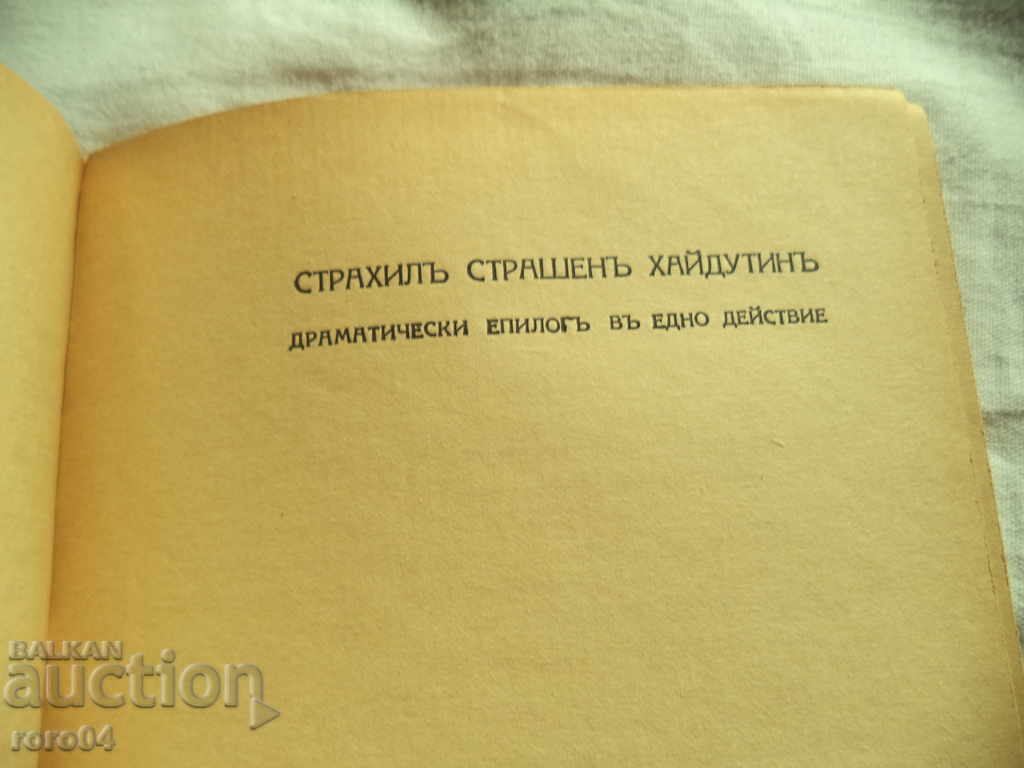 СТРАХИЛЪ СТРАШЕНЪ ХАЙДУТИНЪ
ДРАМАТИЧЕСКИ ЕПИЛОГЪ ВЪ ЕДНО ДЕЙСТВИЕ
BALKAN
auction
roro04